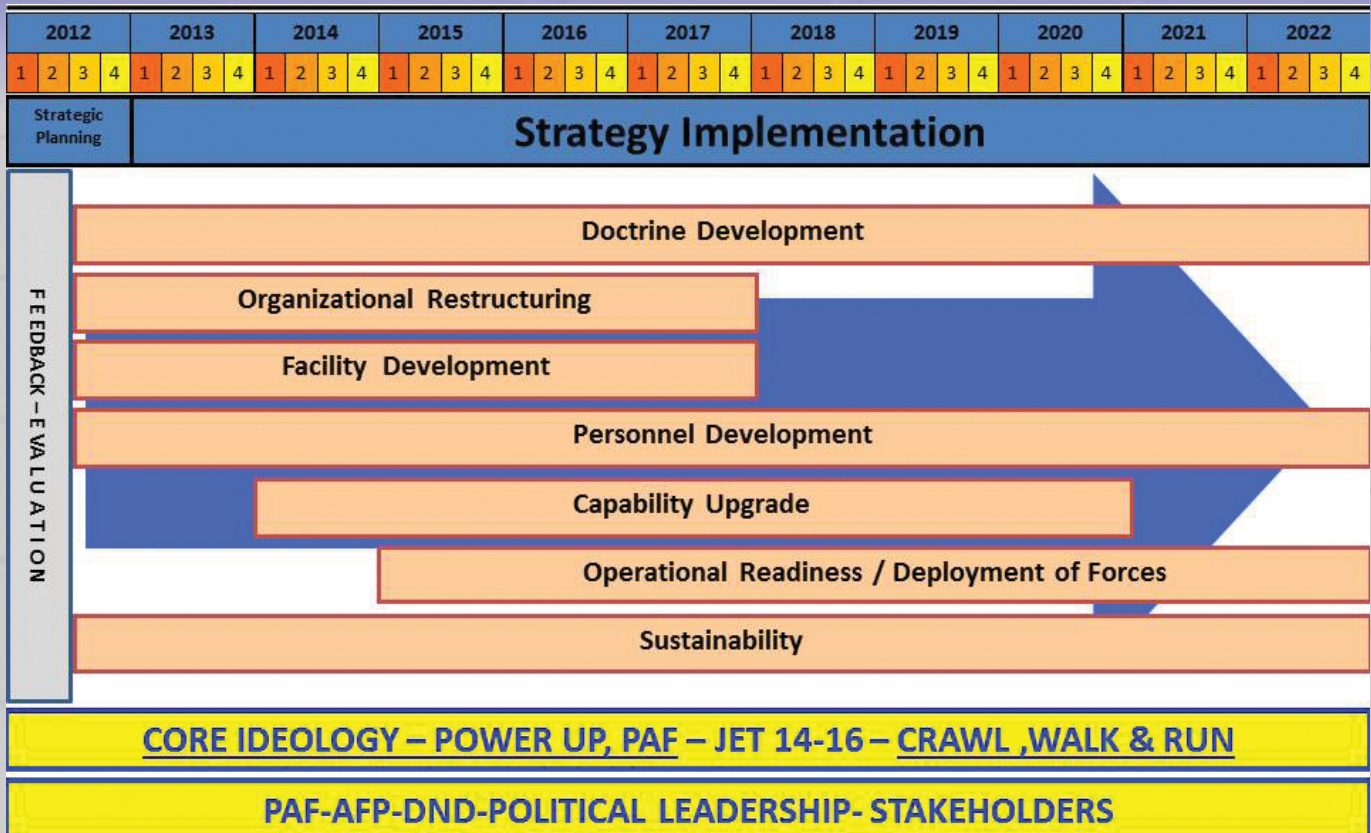 2012 2013 2014 2015 2016 2017 2018 2019 2020 2021 2022
1 2 3 4 1 2 3 4 1 2 3 4 1 2 3 4 1 2 3 4 1 2 3 4 1 2 3 4 1 2 3 4 1 2 3 4 1 2 3 4 1 2 3 4
Strategic
Planning
Strategy Implementation
FEEDBACK – EVALUATION
Doctrine Development
Organizational Restructuring
Facility Development
Personnel Development
Capability Upgrade
Operational Readiness / Deployment of Forces
Sustainability
CORE IDEOLOGY – POWER UP, PAF – JET 14-16 – CRAWL ,WALK & RUN
PAF-AFP-DND-POLITICAL LEADERSHIP- STAKEHOLDERS